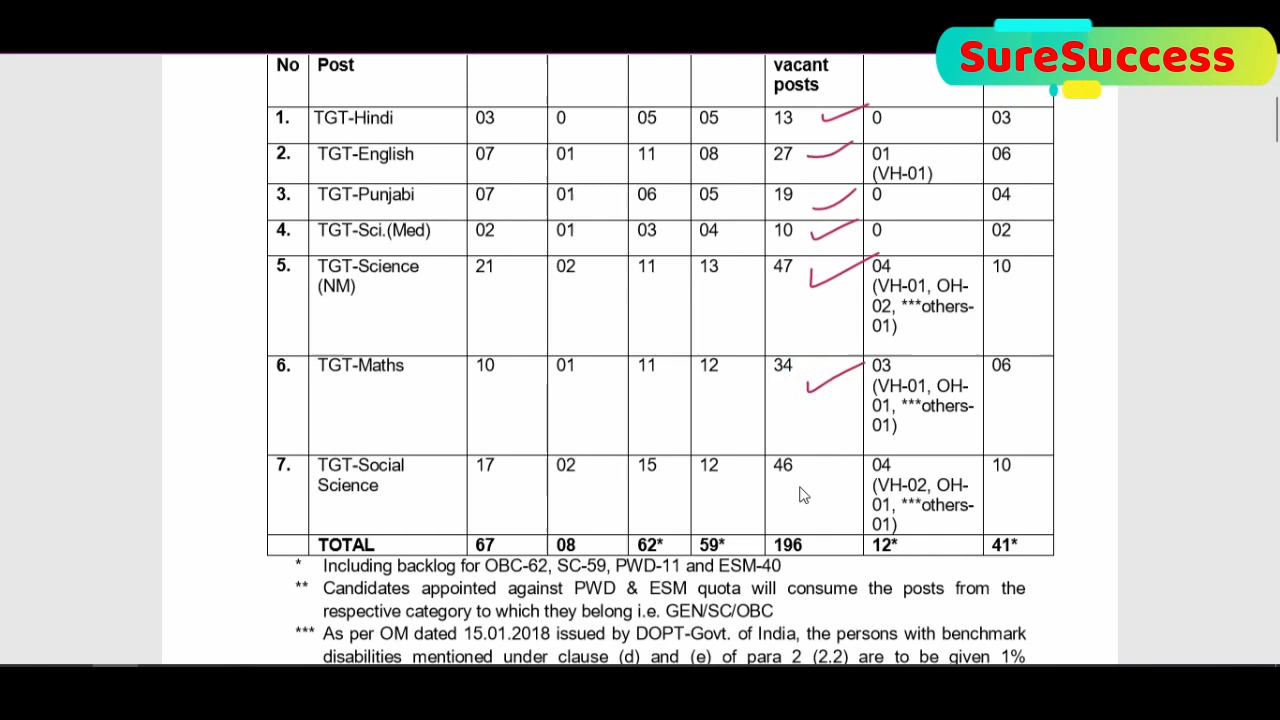 SureSuccess
No Post vacant posts
1. TGT-Hindi 03 0 05 05 13 0 03
2. TGT-English 07 01 11 08 27 01 (VH-01) 06
3. TGT-Punjabi 07 01 06 05 19 0 04
4. TGT-Sci.(Med) 02 01 03 04 10 0 02
5. TGT-Science (NM) 21 02 11 13 47 04 (VH-01, OH-02, ***others-01) 10
6. TGT-Maths 10 01 11 12 34 03 (VH-01, OH-01, ***others-01) 06
7. TGT-Social Science 17 02 15 12 46 04 (VH-02, OH-01, ***others-01) 10
TOTAL 67 08 62* 59* 196 12* 41*
* Including backlog for OBC-62, SC-59, PWD-11 and ESM-40
** Candidates appointed against PWD & ESM quota will consume the posts from the
respective category to which they belong i.e. GEN/SC/OBC
*** As per OM dated 15.01.2018 issued by DOPT-Govt. of India, the persons with benchmark
disabilities mentioned under clause (d) and (e) of para 2 (2.2) are to be given 1%